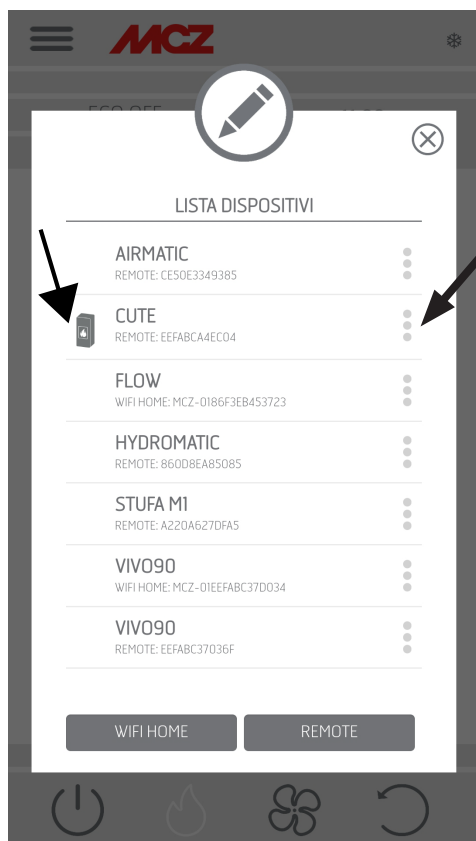 MCZ
LISTA DISPOSITIVI
AIRMATIC
REMOTE: CE50E3349385
CUTE
REMOTE: EEFABCA4EC04
FLOW
WIFI HOME: MCZ-0186F3EB453723
HYDROMATIC
REMOTE: 860D8EA85085
STUFA M1
REMOTE: A220A627DFA5
VIVO90
WIFI HOME: MCZ-01EEFABC37D034
VIVO90
REMOTE: EEFABC37036F
WIFI HOME REMOTE